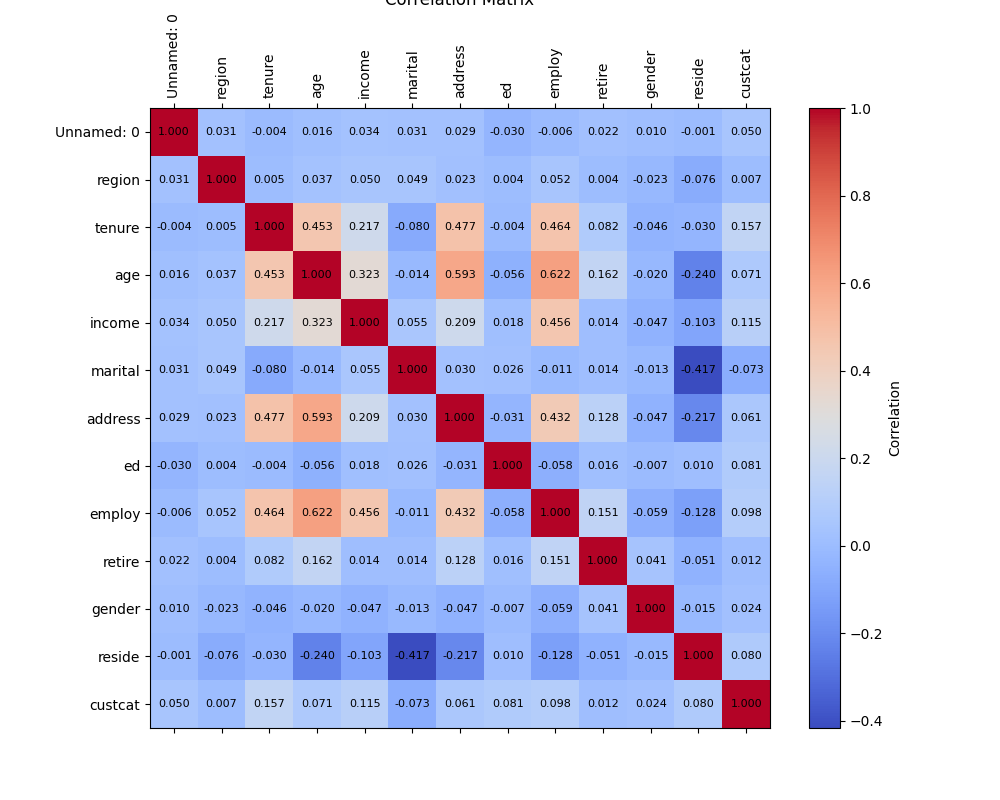 Correlation Matrix
Unnamed: 0 region tenure age income marital address ed employ retire gender reside custcat
Unnamed: 0 1.000 0.031 -0.004 0.016 0.034 0.031 0.029 -0.030 -0.006 0.022 0.010 -0.001 0.050
region 0.031 1.000 0.005 0.037 0.050 0.049 0.023 0.004 0.052 0.004 -0.023 -0.076 0.007
tenure -0.004 0.005 1.000 0.453 0.217 -0.080 0.477 -0.004 0.464 0.082 -0.046 -0.030 0.157
age 0.016 0.037 0.453 1.000 0.323 -0.014 0.593 -0.056 0.622 0.162 -0.020 -0.240 0.071
income 0.034 0.050 0.217 0.323 1.000 0.055 0.209 0.018 0.456 0.014 -0.047 -0.103 0.115
marital 0.031 0.049 -0.080 -0.014 0.055 1.000 0.030 0.026 -0.011 0.014 -0.013 -0.417 -0.073
address 0.029 0.023 0.477 0.593 0.209 0.030 1.000 -0.031 0.432 0.128 -0.047 -0.217 0.061
ed -0.030 0.004 -0.004 -0.056 0.018 0.026 -0.031 1.000 -0.058 0.016 -0.007 0.010 0.081
employ -0.006 0.052 0.464 0.622 0.456 -0.011 0.432 -0.058 1.000 0.151 -0.059 -0.128 0.098
retire 0.022 0.004 0.082 0.162 0.014 0.014 0.128 0.016 0.151 1.000 0.041 -0.051 0.012
gender 0.010 -0.023 -0.046 -0.020 -0.047 -0.013 -0.047 -0.007 -0.059 0.041 1.000 -0.015 0.024
reside -0.001 -0.076 -0.030 -0.240 -0.103 -0.417 -0.217 0.010 -0.128 -0.051 -0.015 1.000 0.080
custcat 0.050 0.007 0.157 0.071 0.115 -0.073 0.061 0.081 0.098 0.012 0.024 0.080 1.000
1.0
0.8
0.6
0.4
0.2
0.0
−0.2
−0.4
Correlation